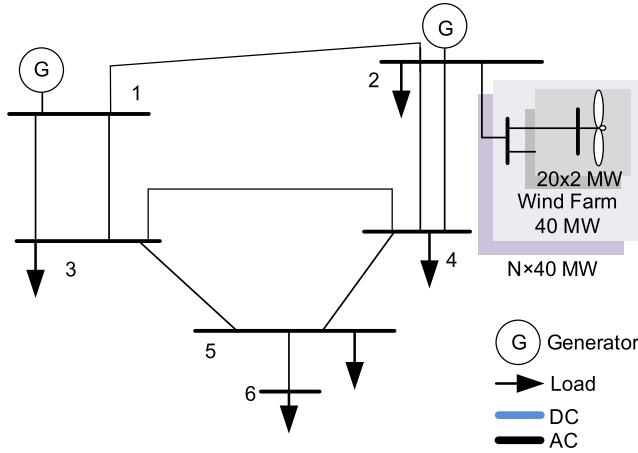 G
G
1
2
20x2 MW
Wind Farm
40 MW
N×40 MW
3
4
5
6
G Generator
Load
DC
AC